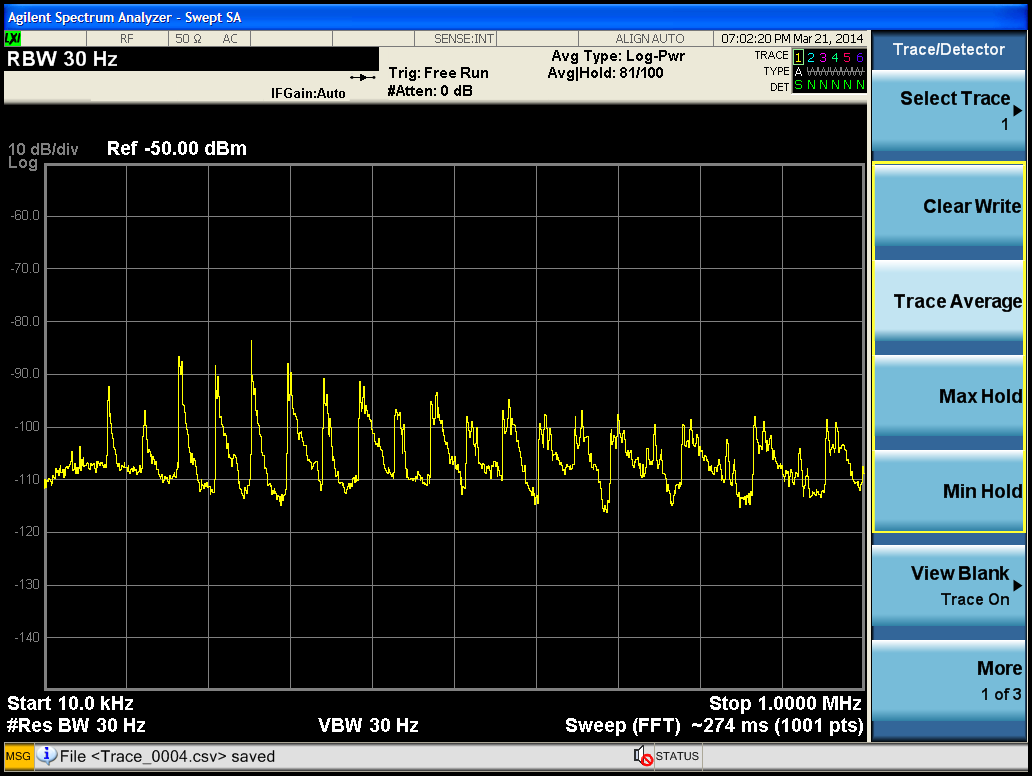 Agilent Spectrum Analyzer - Swept SA
LXI RF 50 Ω AC SENSE:INT ALIGN AUTO 07:02:20 PM Mar 21, 2014
RBW 30 Hz
IFGain:Auto
Trig: Free Run
#Atten: 0 dB
Avg Type: Log-Pwr
Avg|Hold: 81/100
TRACE 1 2 3 4 5 6
TYPE A WWWWW
DET S N N N N N
10 dB/div
Log
Ref -50.00 dBm
-60.0
-70.0
-80.0
-90.0
-100
-110
-120
-130
-140
Start 10.0 kHz
Stop 1.0000 MHz
#Res BW 30 Hz
VBW 30 Hz
Sweep (FFT) ~274 ms (1001 pts)
Trace/Detector
Select Trace
1
Clear Write
Trace Average
Max Hold
Min Hold
View Blank
Trace On
More
1 of 3
MSG
File <Trace_0004.csv> saved
STATUS